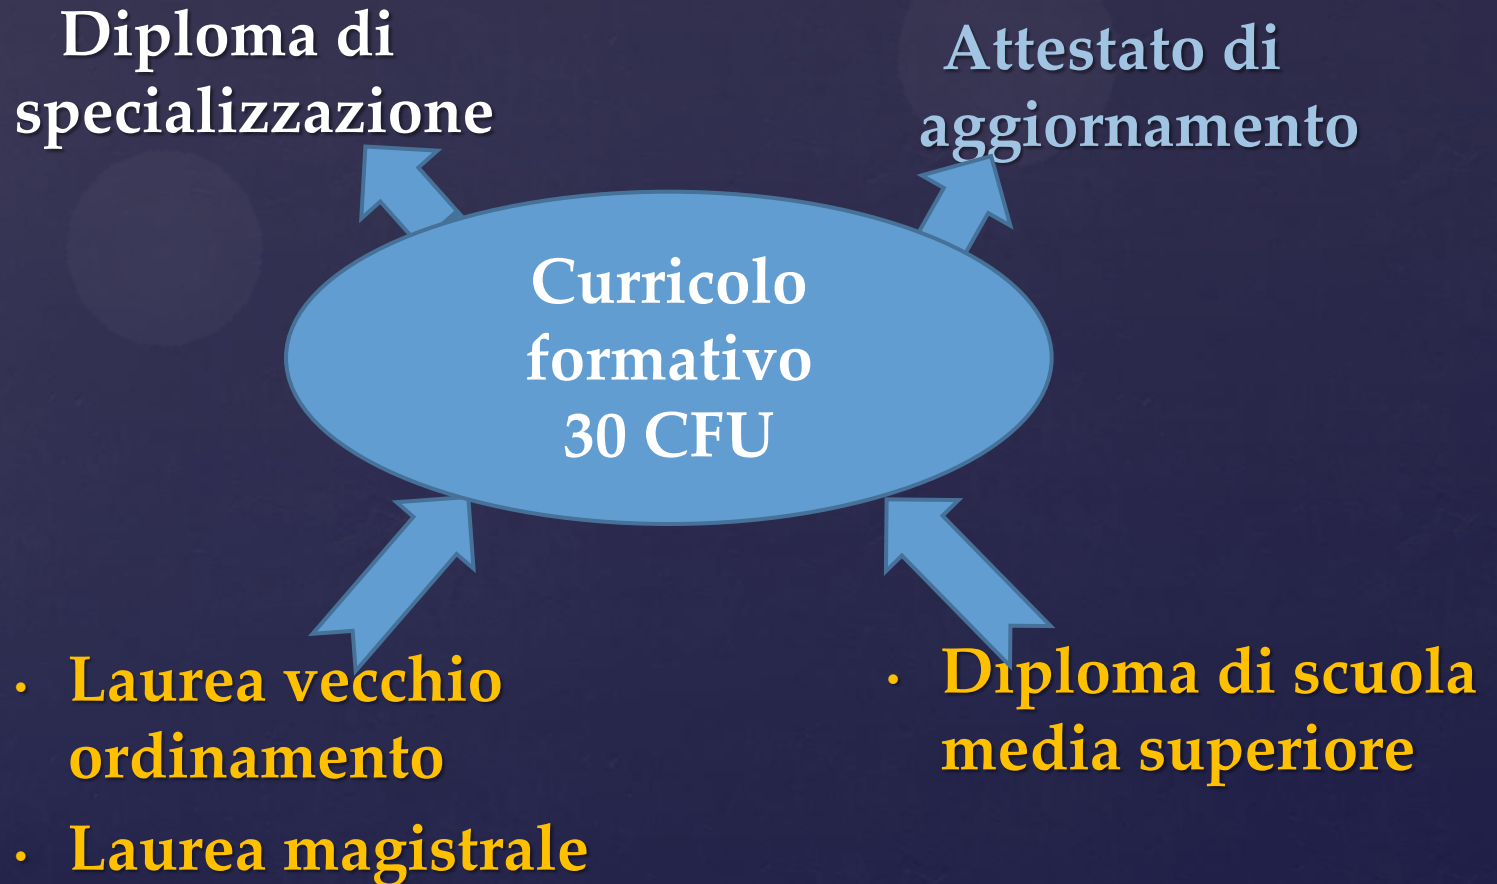 Diploma di
specializzazione
Attestato di
aggiornamento
Curricolo
formativo
30 CFU
• Laurea vecchio
ordinamento
• Laurea magistrale
• Diploma di scuola
media superiore